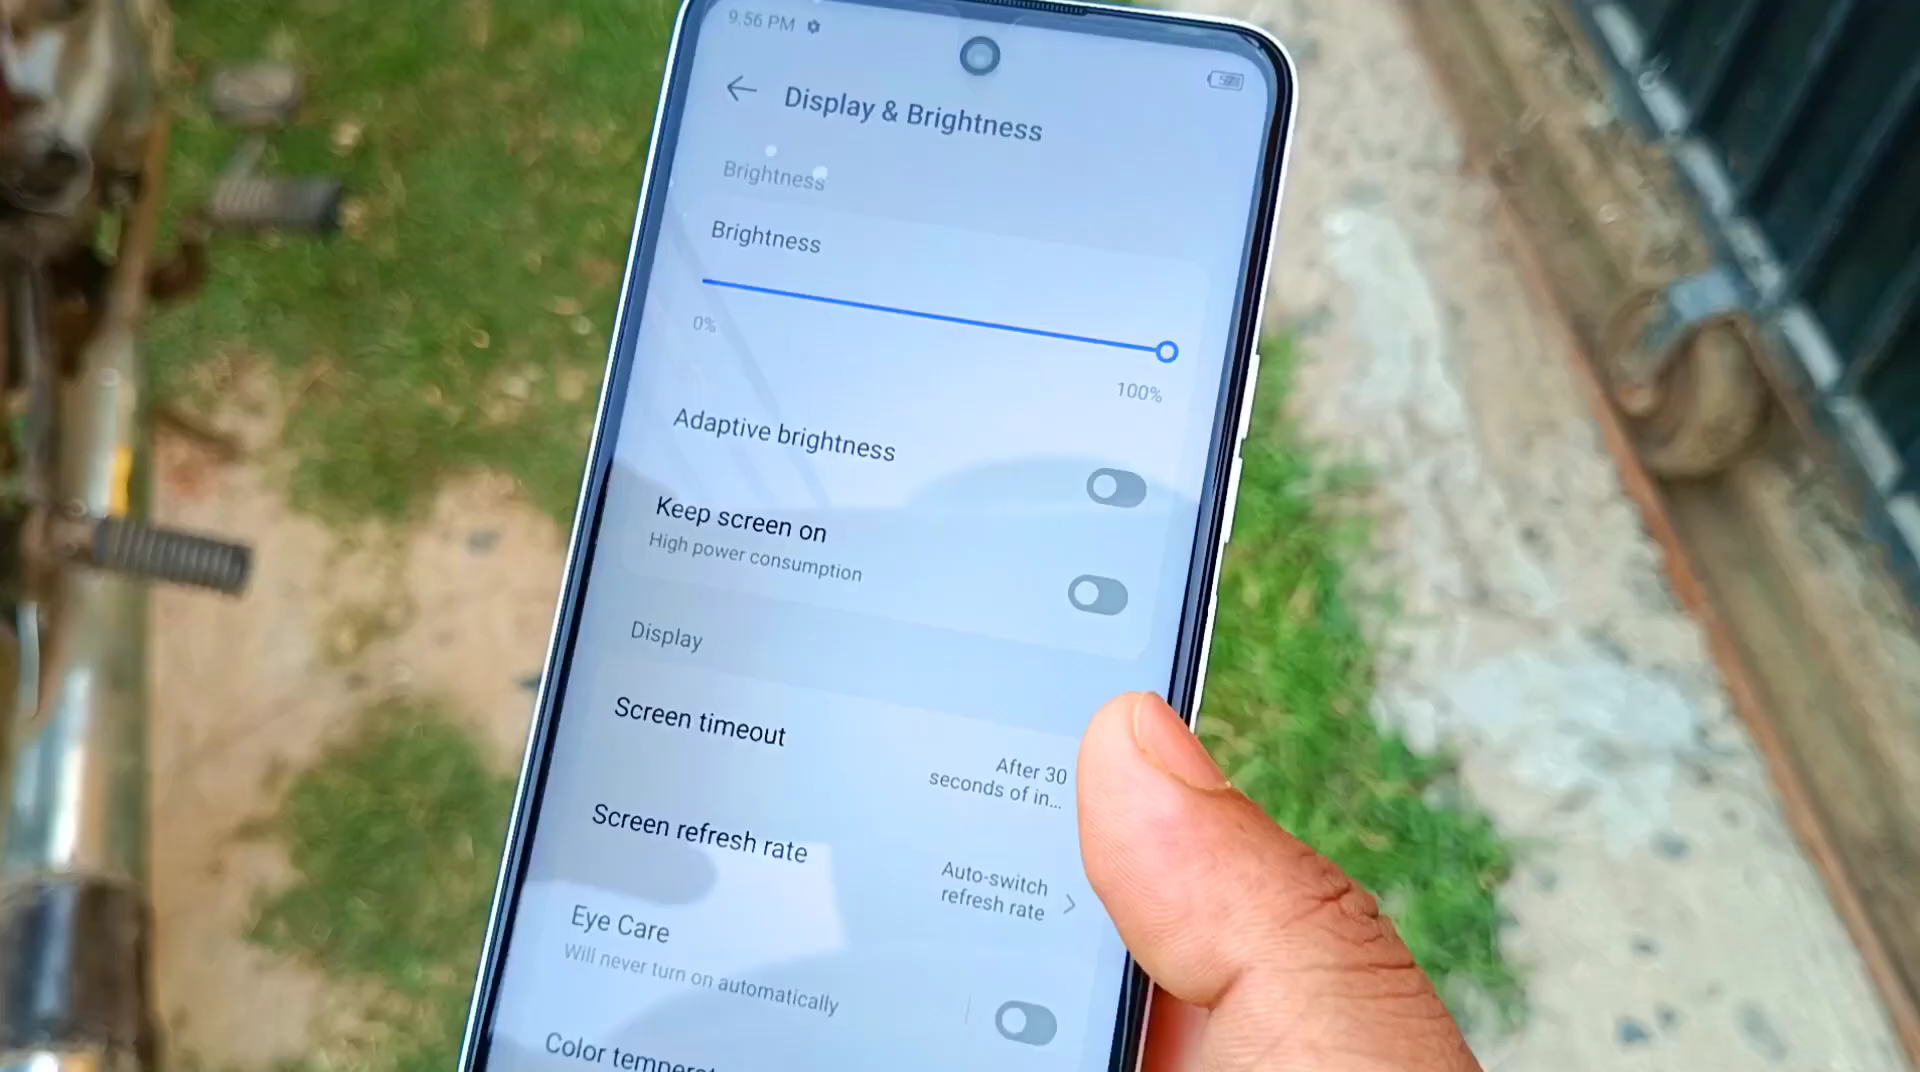 9.56 PM
Display & Brightness
Brightness
Brightness
0%
100%
Adaptive brightness
Keep screen on
High power consumption
Display
Screen timeout
After 30
seconds of in...
Screen refresh rate
Auto-switch
refresh rate
Eye Care
Will never turn on automatically
Color temperat